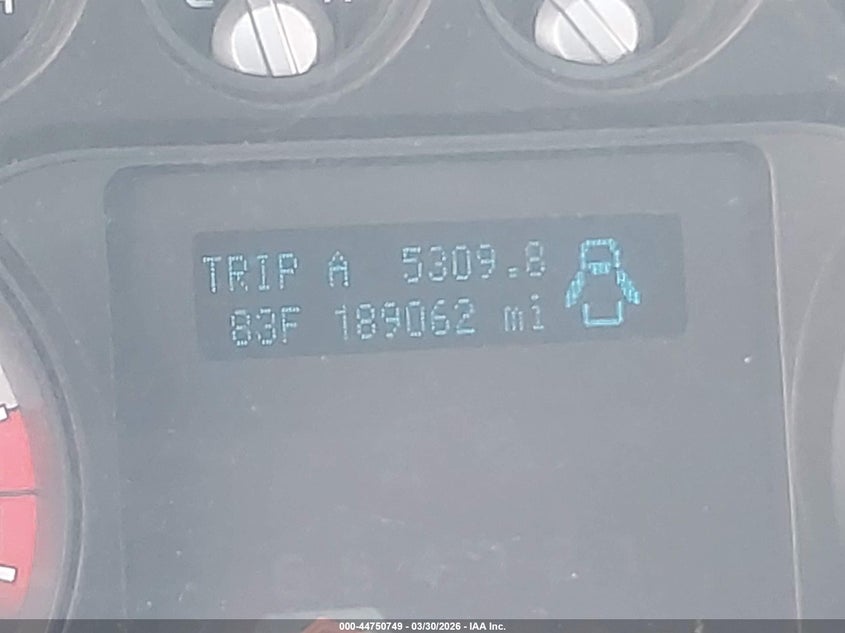 TRIP A 5309.8
83F 189062 mi
000-44750749 - 03/30/2026 - IAA Inc.